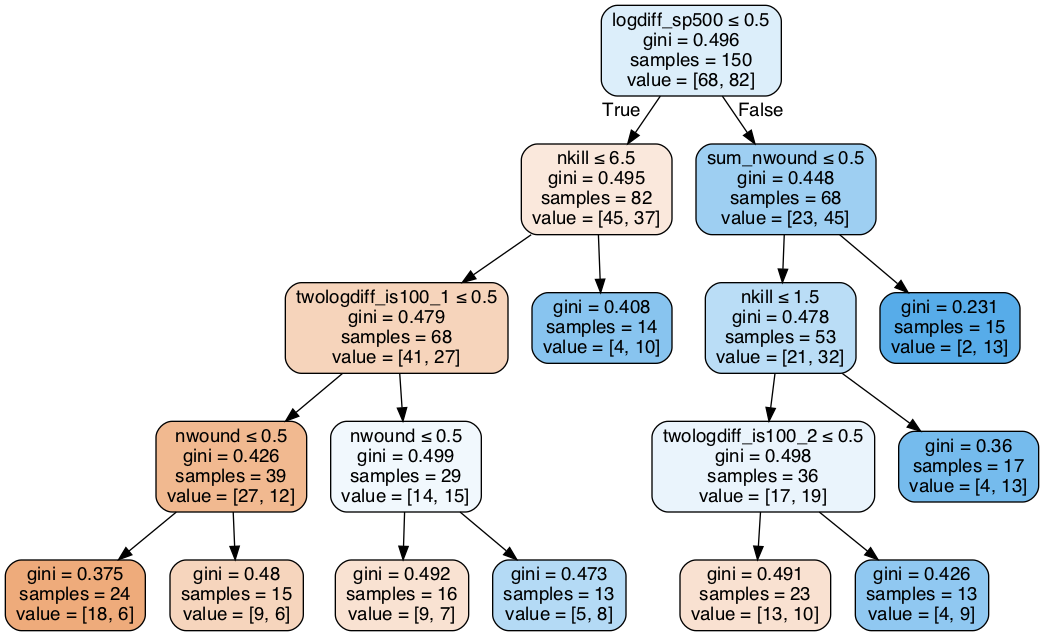 logdiff_sp500 ≤ 0.5
gini = 0.496
samples = 150
value = [68, 82]
True
False
nkill ≤ 6.5
gini = 0.495
samples = 82
value = [45, 37]
sum_nwound ≤ 0.5
gini = 0.448
samples = 68
value = [23, 45]
twologdiff_is100_1 ≤ 0.5
gini = 0.479
samples = 68
value = [41, 27]
gini = 0.408
samples = 14
value = [4, 10]
nkill ≤ 1.5
gini = 0.478
samples = 53
value = [21, 32]
gini = 0.231
samples = 15
value = [2, 13]
nwound ≤ 0.5
gini = 0.426
samples = 39
value = [27, 12]
nwound ≤ 0.5
gini = 0.499
samples = 29
value = [14, 15]
twologdiff_is100_2 ≤ 0.5
gini = 0.498
samples = 36
value = [17, 19]
gini = 0.36
samples = 17
value = [4, 13]
gini = 0.375
samples = 24
value = [18, 6]
gini = 0.48
samples = 15
value = [9, 6]
gini = 0.492
samples = 16
value = [9, 7]
gini = 0.473
samples = 13
value = [5, 8]
gini = 0.491
samples = 23
value = [13, 10]
gini = 0.426
samples = 13
value = [4, 9]